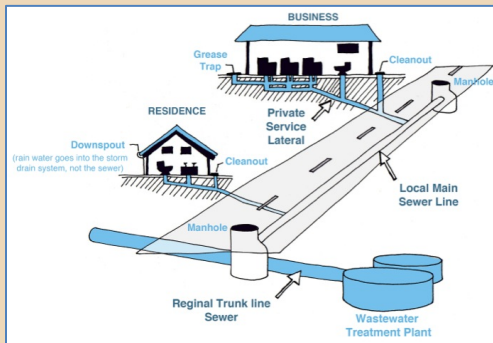 BUSINESS
Grease
Trap
Cleanout
Manhole
RESIDENCE
Private
Service
Lateral
Downspout
(rain water goes into the storm
drain system, not the sewer)
Cleanout
Local Main
Sewer Line
Manhole
Reginal Trunk line
Sewer
Wastewater
Treatment Plant